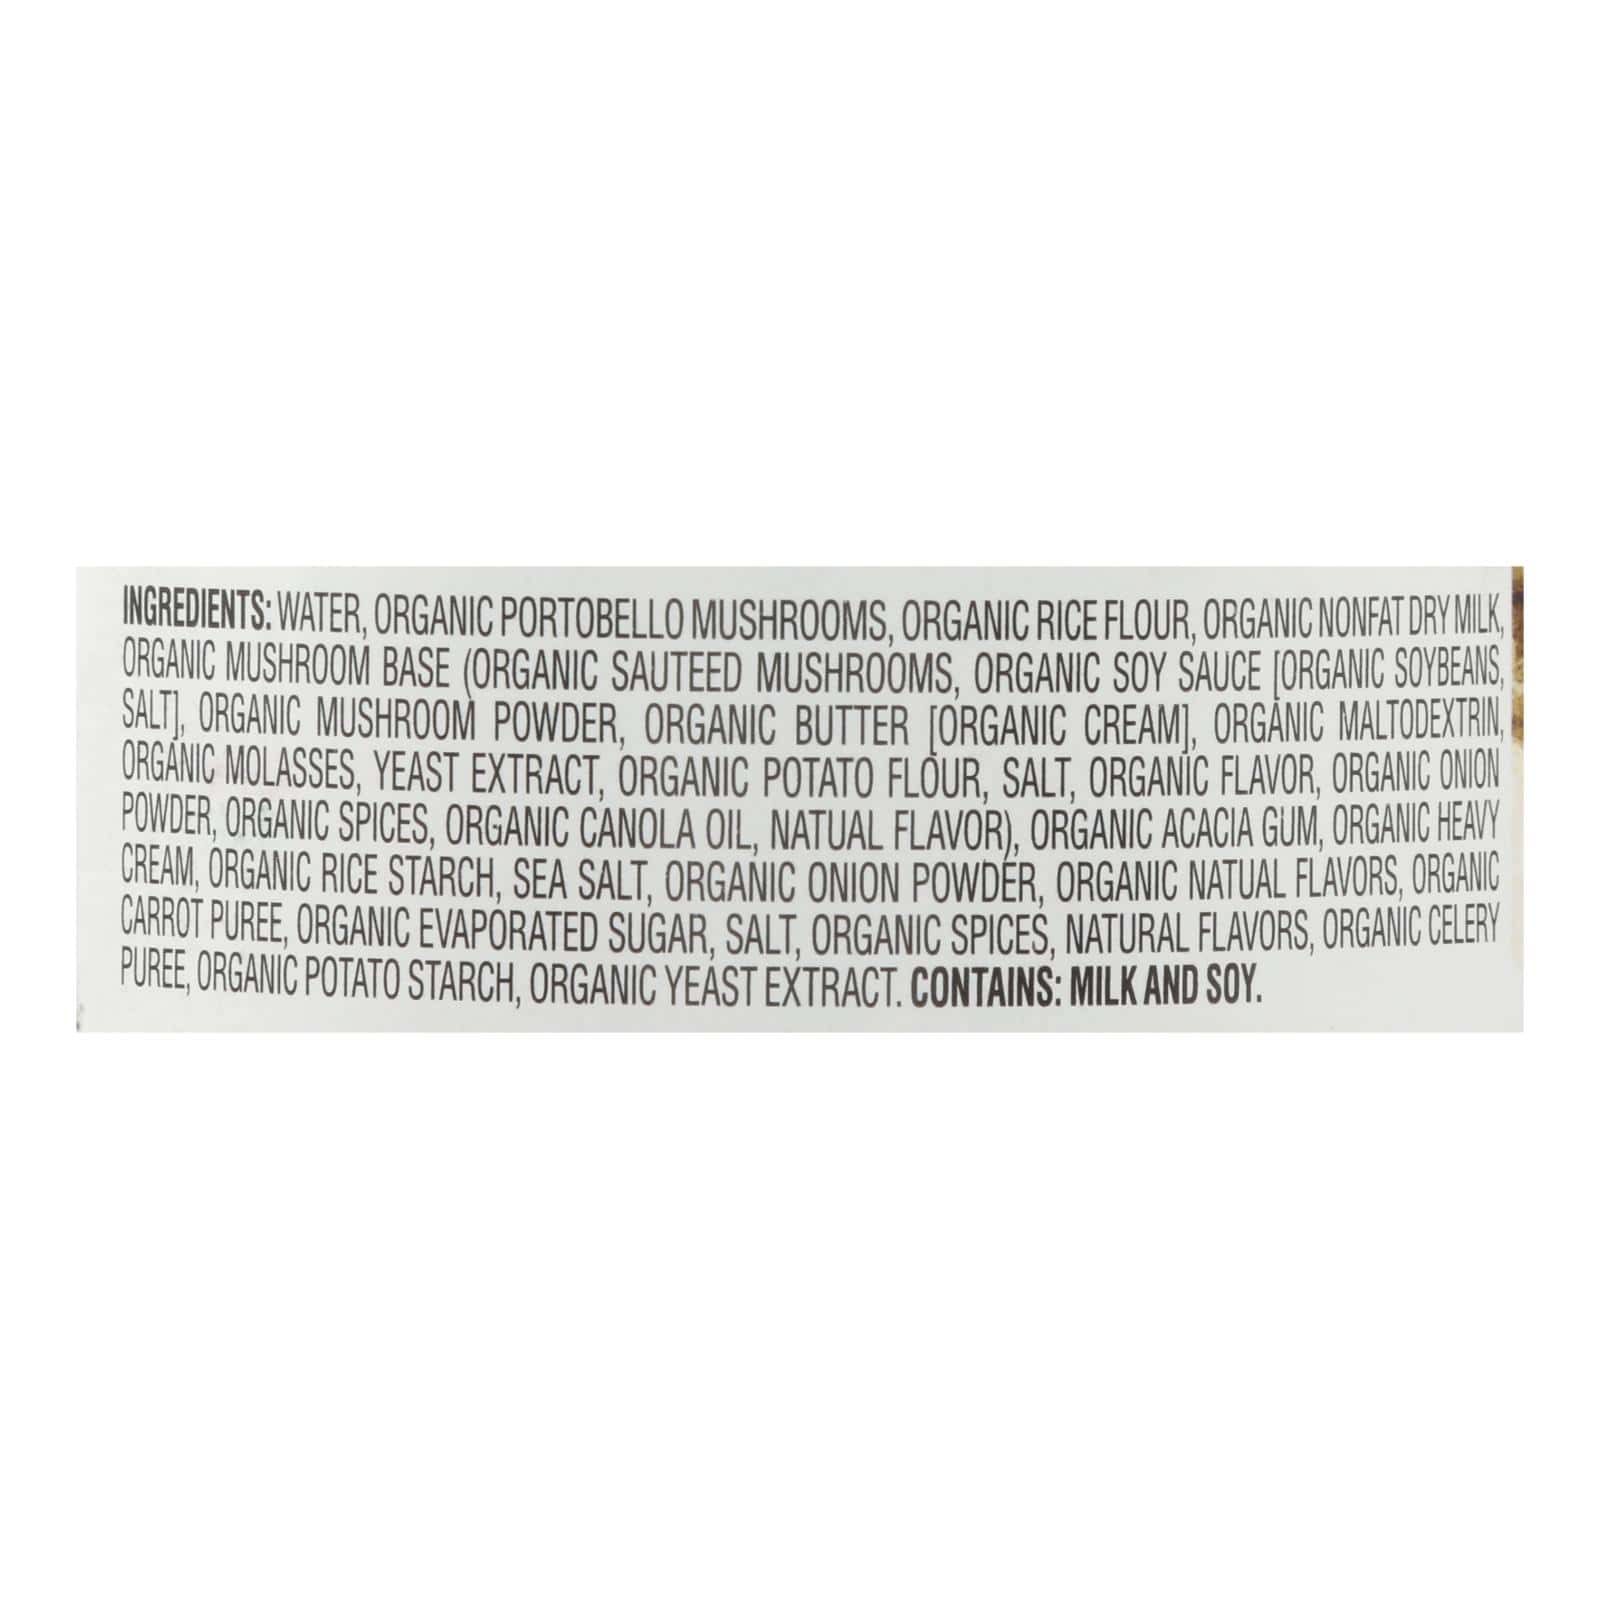 INGREDIENTS: WATER, ORGANIC PORTOBELLO MUSHROOMS, ORGANIC RICE FLOUR, ORGANIC NONFAT DRY MILK,
ORGANIC MUSHROOM BASE (ORGANIC SAUTEED MUSHROOMS, ORGANIC SOY SAUCE [ORGANIC SOYBEANS,
SALT], ORGANIC MUSHROOM POWDER, ORGANIC BUTTER [ORGANIC CREAM], ORGANIC MALTODEXTRIN,
ORGANIC MOLASSES, YEAST EXTRACT, ORGANIC POTATO FLOUR, SALT, ORGANIC FLAVOR, ORGANIC ONION
POWDER, ORGANIC SPICES, ORGANIC CANOLA OIL, NATUAL FLAVOR), ORGANIC ACACIA GUM, ORGANIC HEAVY
CREAM, ORGANIC RICE STARCH, SEA SALT, ORGANIC ONION POWDER, ORGANIC NATUAL FLAVORS, ORGANIC
CARROT PUREE, ORGANIC EVAPORATED SUGAR, SALT, ORGANIC SPICES, NATURAL FLAVORS, ORGANIC CELERY
PUREE, ORGANIC POTATO STARCH, ORGANIC YEAST EXTRACT. CONTAINS: MILK AND SOY.